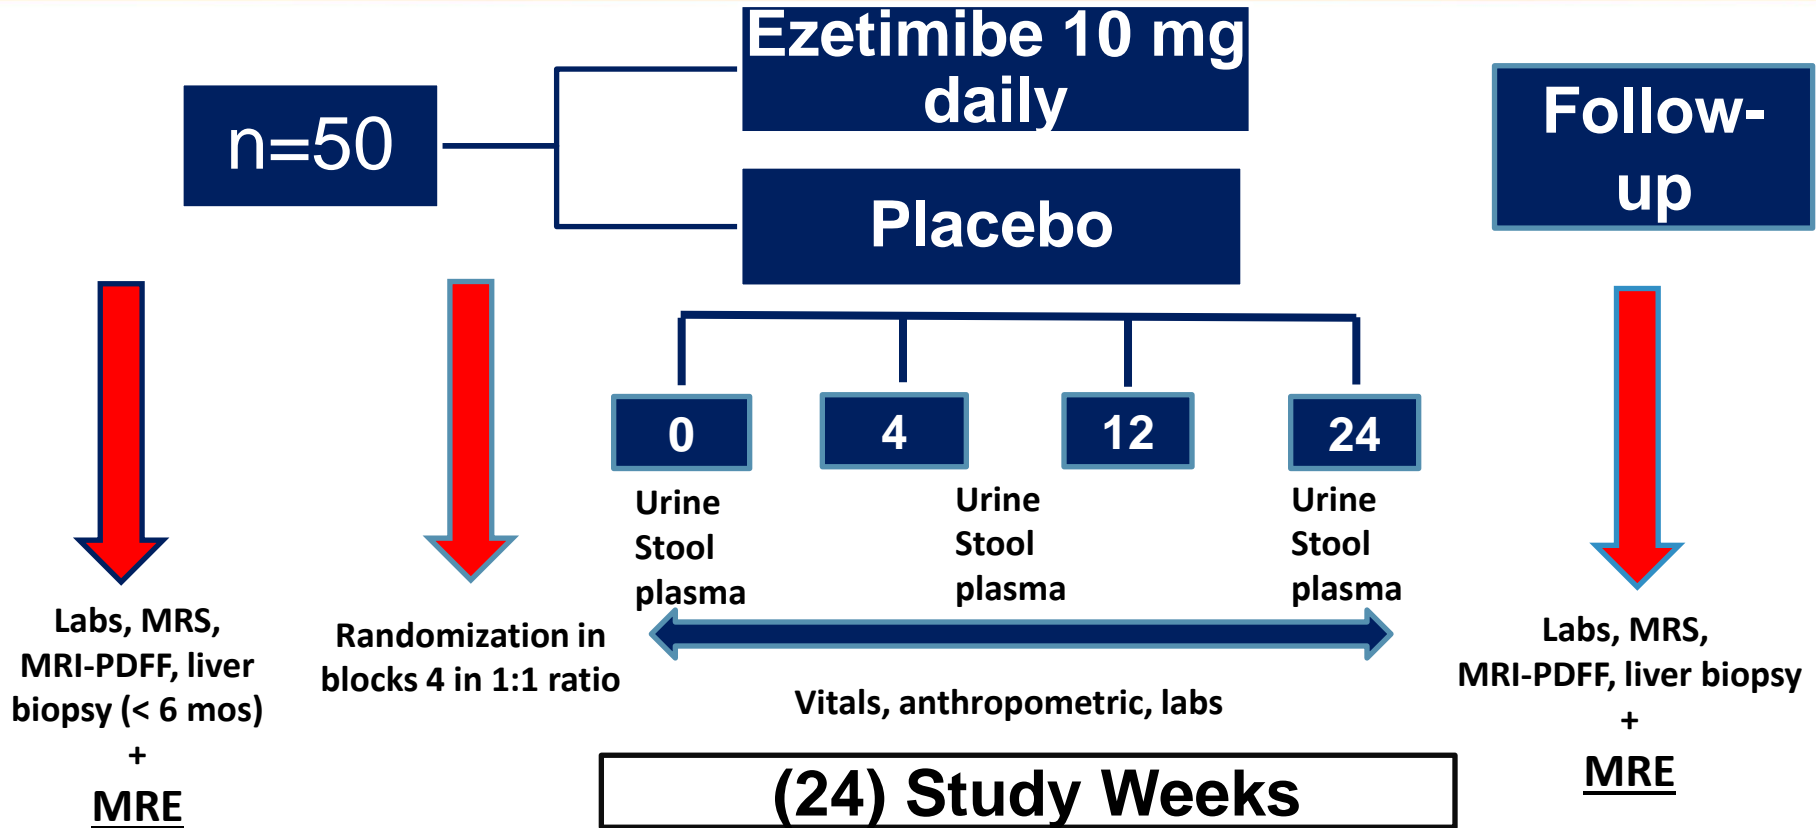 Ezetimibe 10 mg
daily
n=50
Placebo
Follow-
up
0
4
12
24
Urine
Stool
plasma
Urine
Stool
plasma
Urine
Stool
plasma
Labs, MRS,
MRI-PDFF, liver
biopsy (< 6 mos)
+
MRE
Randomization in
blocks 4 in 1:1 ratio
Vitals, anthropometric, labs
(24) Study Weeks
Labs, MRS,
MRI-PDFF, liver biopsy
+
MRE